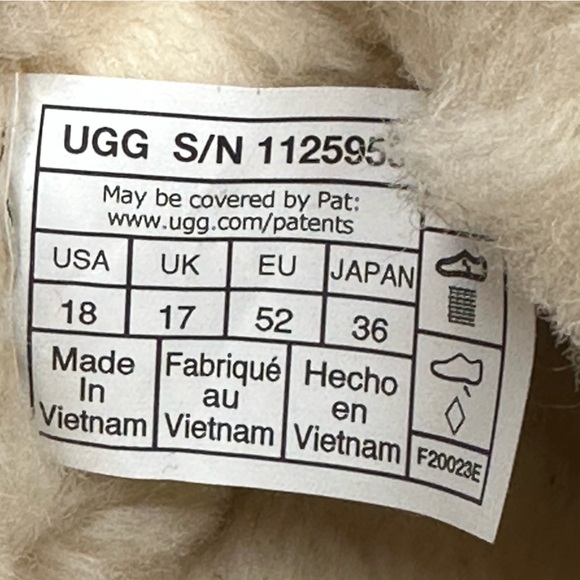 UGG S/N 112595
May be covered by Pat:
www.ugg.com/patents
USA UK EU JAPAN
18 17 52 36
Made In Vietnam
Fabriqué au Vietnam
Hecho en Vietnam
F20023E